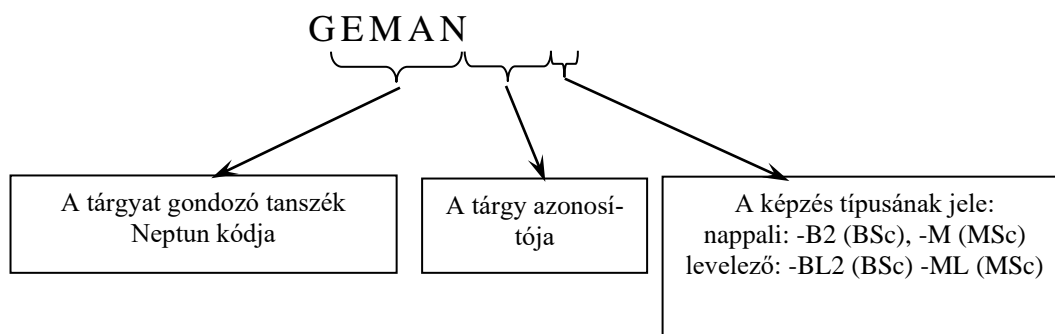 GEMAN
A tárgyat gondozó tanszék
Neptun kódja
A tárgy azonosí-
tója
A képzés típusának jele:
nappali: -B2 (BSc), -M (MSc)
levelező: -BL2 (BSc) -ML (MSc)